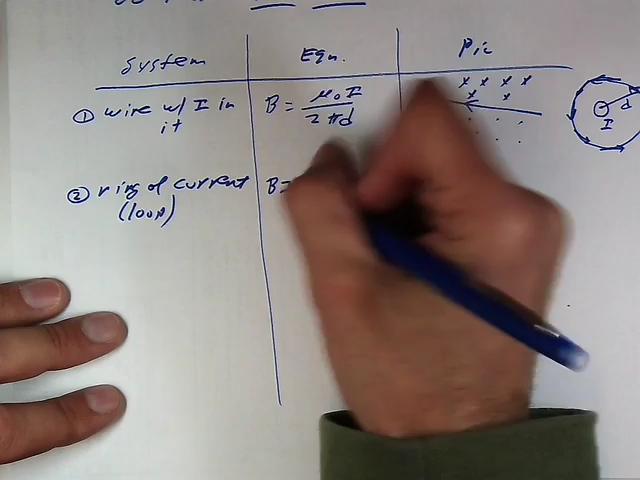 System Eqn. Pic
① wire w/ I in it B = μ₀I / 2πd
d
I
② ring of current (loop) B =